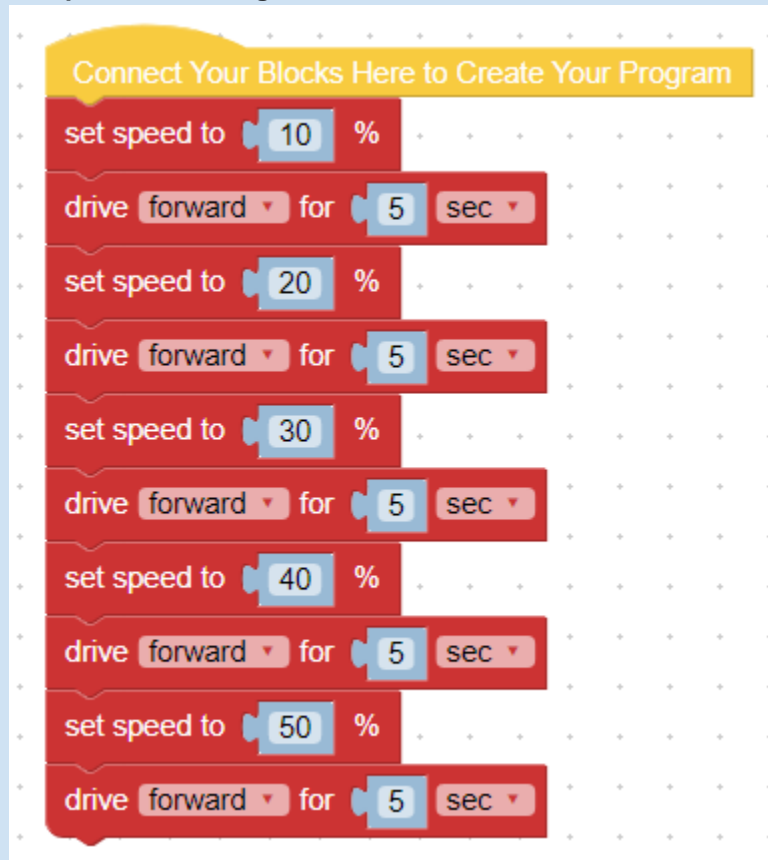 Connect Your Blocks Here to Create Your Program
set speed to 10 %
drive forward for 5 sec
set speed to 20 %
drive forward for 5 sec
set speed to 30 %
drive forward for 5 sec
set speed to 40 %
drive forward for 5 sec
set speed to 50 %
drive forward for 5 sec